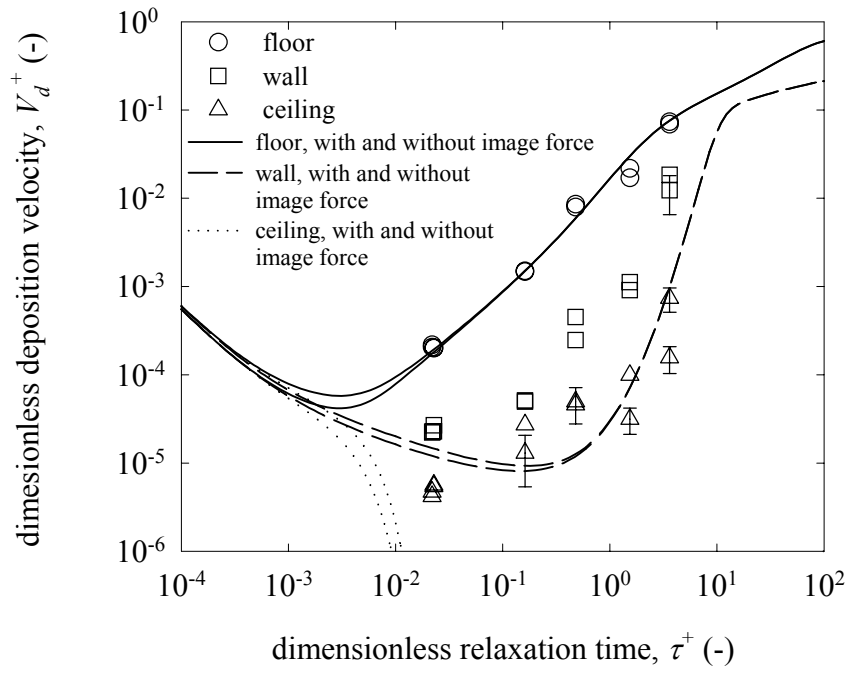 dimesionless deposition velocity, V_d^+ (-)
10^0
10^-1
10^-2
10^-3
10^-4
10^-5
10^-6
floor
wall
ceiling
floor, with and without image force
wall, with and without
image force
ceiling, with and without
image force
10^-4 10^-3 10^-2 10^-1 10^0 10^1 10^2
dimensionless relaxation time, τ^+ (-)